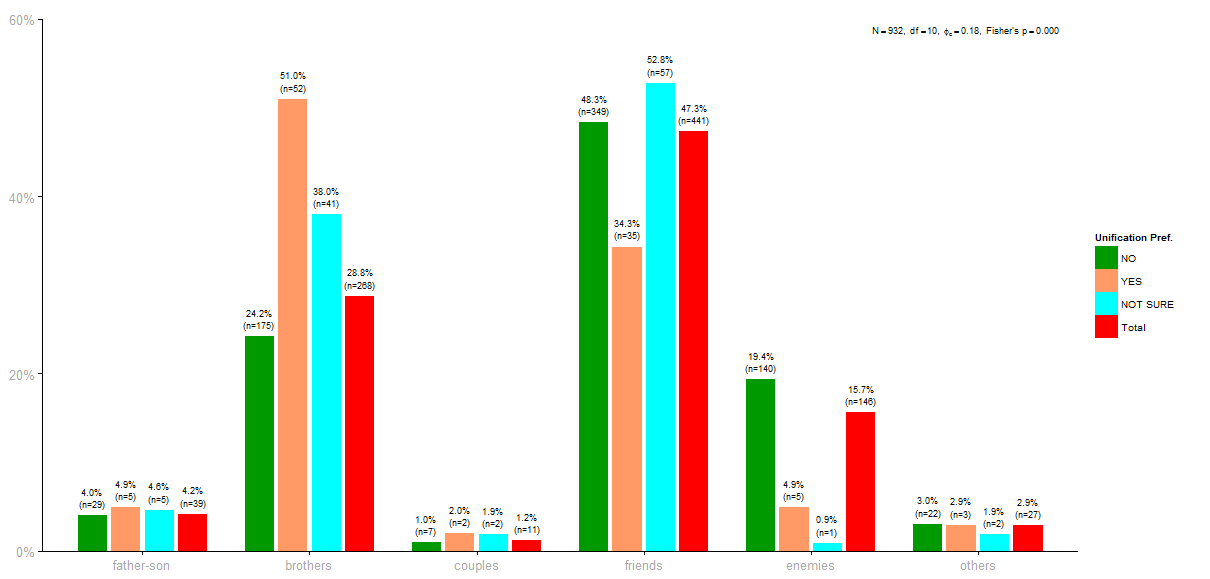 60%
N=932, df=10, ϕc=0.18, Fisher's p=0.000
52.8%
(n=57)
51.0%
(n=52)
48.3%
(n=349)
47.3%
(n=441)
40%
38.0%
(n=41)
34.3%
(n=35)
Unification Pref.
NO
YES
NOT SURE
Total
28.8%
(n=268)
24.2%
(n=175)
20%
19.4%
(n=140)
15.7%
(n=146)
4.0%
(n=29)
4.9%
(n=5)
4.6%
(n=5)
4.2%
(n=39)
1.0%
(n=7)
2.0%
(n=2)
1.9%
(n=2)
1.2%
(n=11)
4.9%
(n=5)
0.9%
(n=1)
3.0%
(n=22)
2.9%
(n=3)
1.9%
(n=2)
2.9%
(n=27)
0%
father-son brothers couples friends enemies others